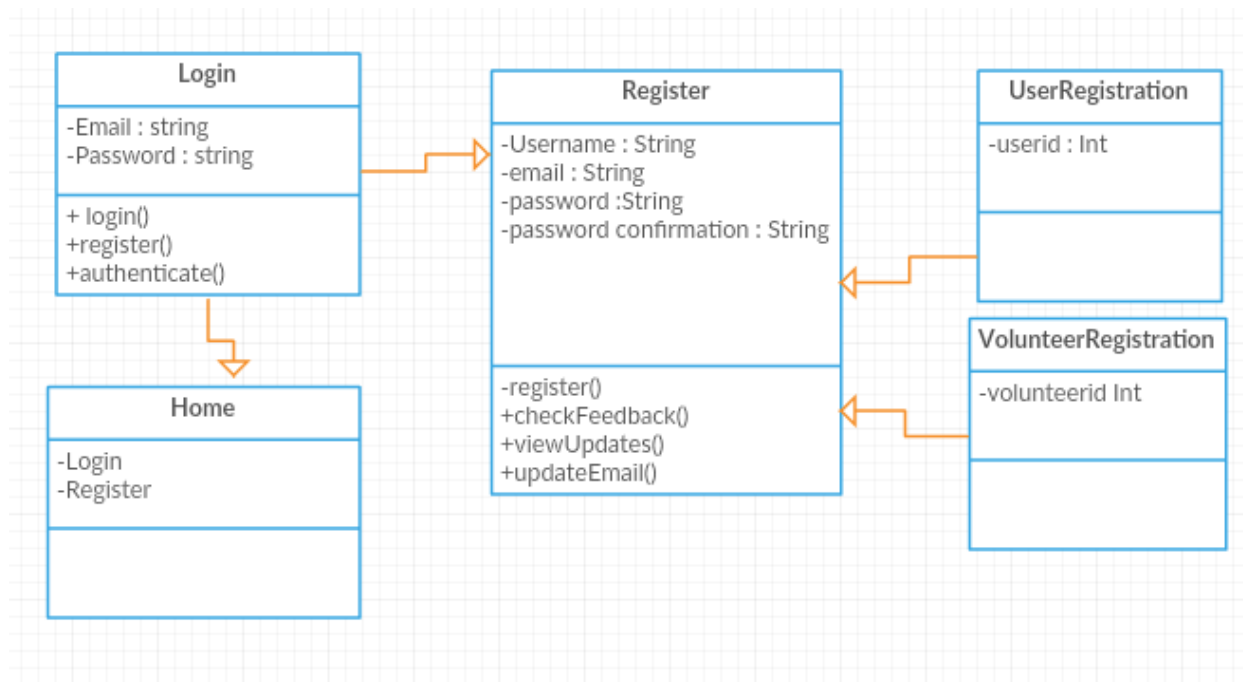 Login
-Email : string
-Password : string
+ login()
+register()
+authenticate()
Home
-Login
-Register
Register
-Username : String
-email : String
-password :String
-password confirmation : String
-register()
+checkFeedback()
+viewUpdates()
+updateEmail()
UserRegistration
-userid : Int
VolunteerRegistration
-volunteerid Int